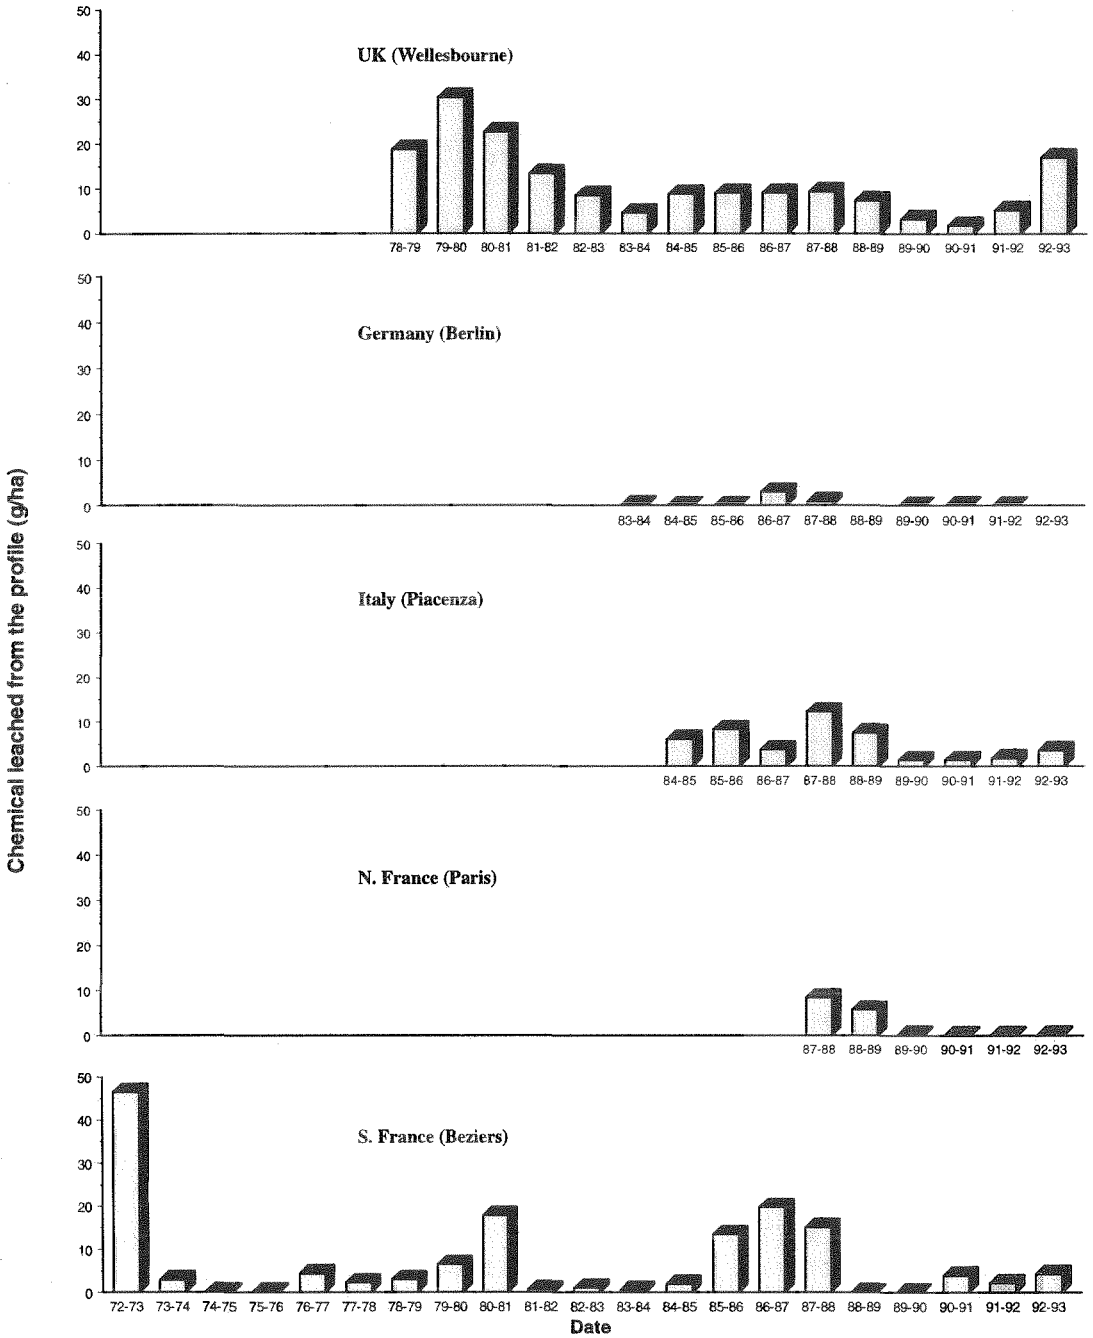 50
UK (Wellesbourne)
40
30
20
10
0
78-79 79-80 80-81 81-82 82-83 83-84 84-85 85-86 86-87 87-88 88-89 89-90 90-91 91-92 92-93
50
40
Germany (Berlin)
30
20
10
0
83-84 84-85 85-86 86-87 87-88 88-89 89-90 90-91 91-92 92-93
50
40
Italy (Piacenza)
30
20
10
0
84-85 85-86 86-87 87-88 88-89 89-90 90-91 91-92 92-93
50
40
N. France (Paris)
30
20
10
0
87-88 88-89 89-90 90-91 91-92 92-93
50
40
S. France (Beziers)
30
20
10
0
72-73 73-74 74-75 75-76 76-77 77-78 78-79 79-80 80-81 81-82 82-83 83-84 84-85 85-86 86-87 87-88 88-89 89-90 90-91 91-92 92-93
Date
Chemical leached from the profile (g/ha)